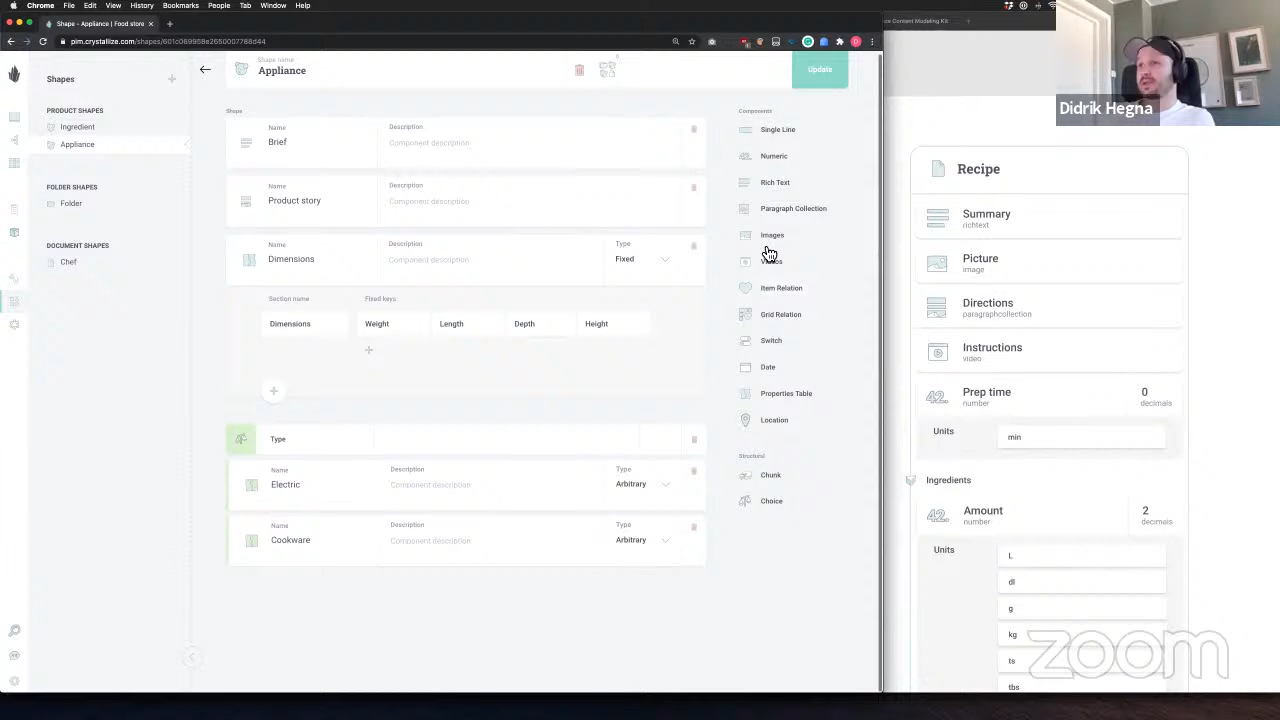 Chrome File Edit View History Bookmarks People Tab Window Help
Shape - Appliance | Food store
pim.crystallize.com/shapes/601c089958e2650007788d44
ox Content Modeling Kit
Shapes
PRODUCT SHAPES
Ingredient
Appliance
FOLDER SHAPES
Folder
DOCUMENT SHAPES
Chef
Shape name
Appliance
Update
Shape
Name
Brief
Description
Component description
Name
Product story
Description
Component description
Name
Dimensions
Description
Component description
Type
Fixed
Section name
Fixed keys
Dimensions
Weight
Length
Depth
Height
Type
Name
Electric
Description
Component description
Type
Arbitrary
Name
Cookware
Description
Component description
Type
Arbitrary
Components
Single Line
Numeric
Rich Text
Paragraph Collection
Images
Item Relation
Grid Relation
Switch
Date
Properties Table
Location
Structural
Chunk
Choice
Didrik Hegna
Recipe
Summary
richtext
Picture
image
Directions
paragraphcollection
Instructions
video
42.. Prep time
number
0
decimals
Units
min
Ingredients
42.. Amount
number
2
decimals
Units
L
dl
g
kg
ts
tbs
zoom